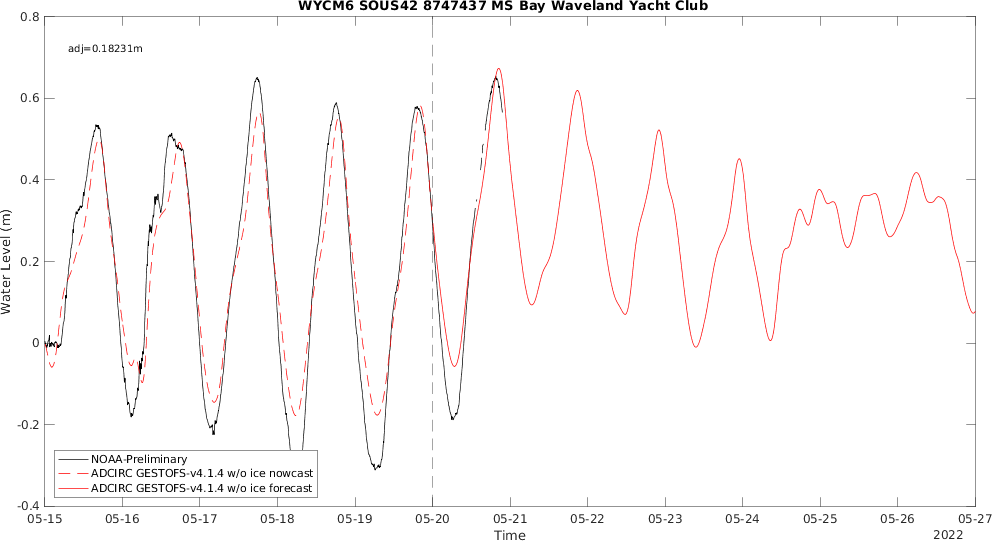 WYCM6 SOUS42 8747437 MS Bay Waveland Yacht Club
0.8
adj=0.18231m
0.6
0.4
0.2
0
-0.2
-0.4
Water Level (m)
NOAA-Preliminary
ADCIRC GESTOFS-v4.1.4 w/o ice nowcast
ADCIRC GESTOFS-v4.1.4 w/o ice forecast
05-15 05-16 05-17 05-18 05-19 05-20 05-21 05-22 05-23 05-24 05-25 05-26 05-27
Time
2022